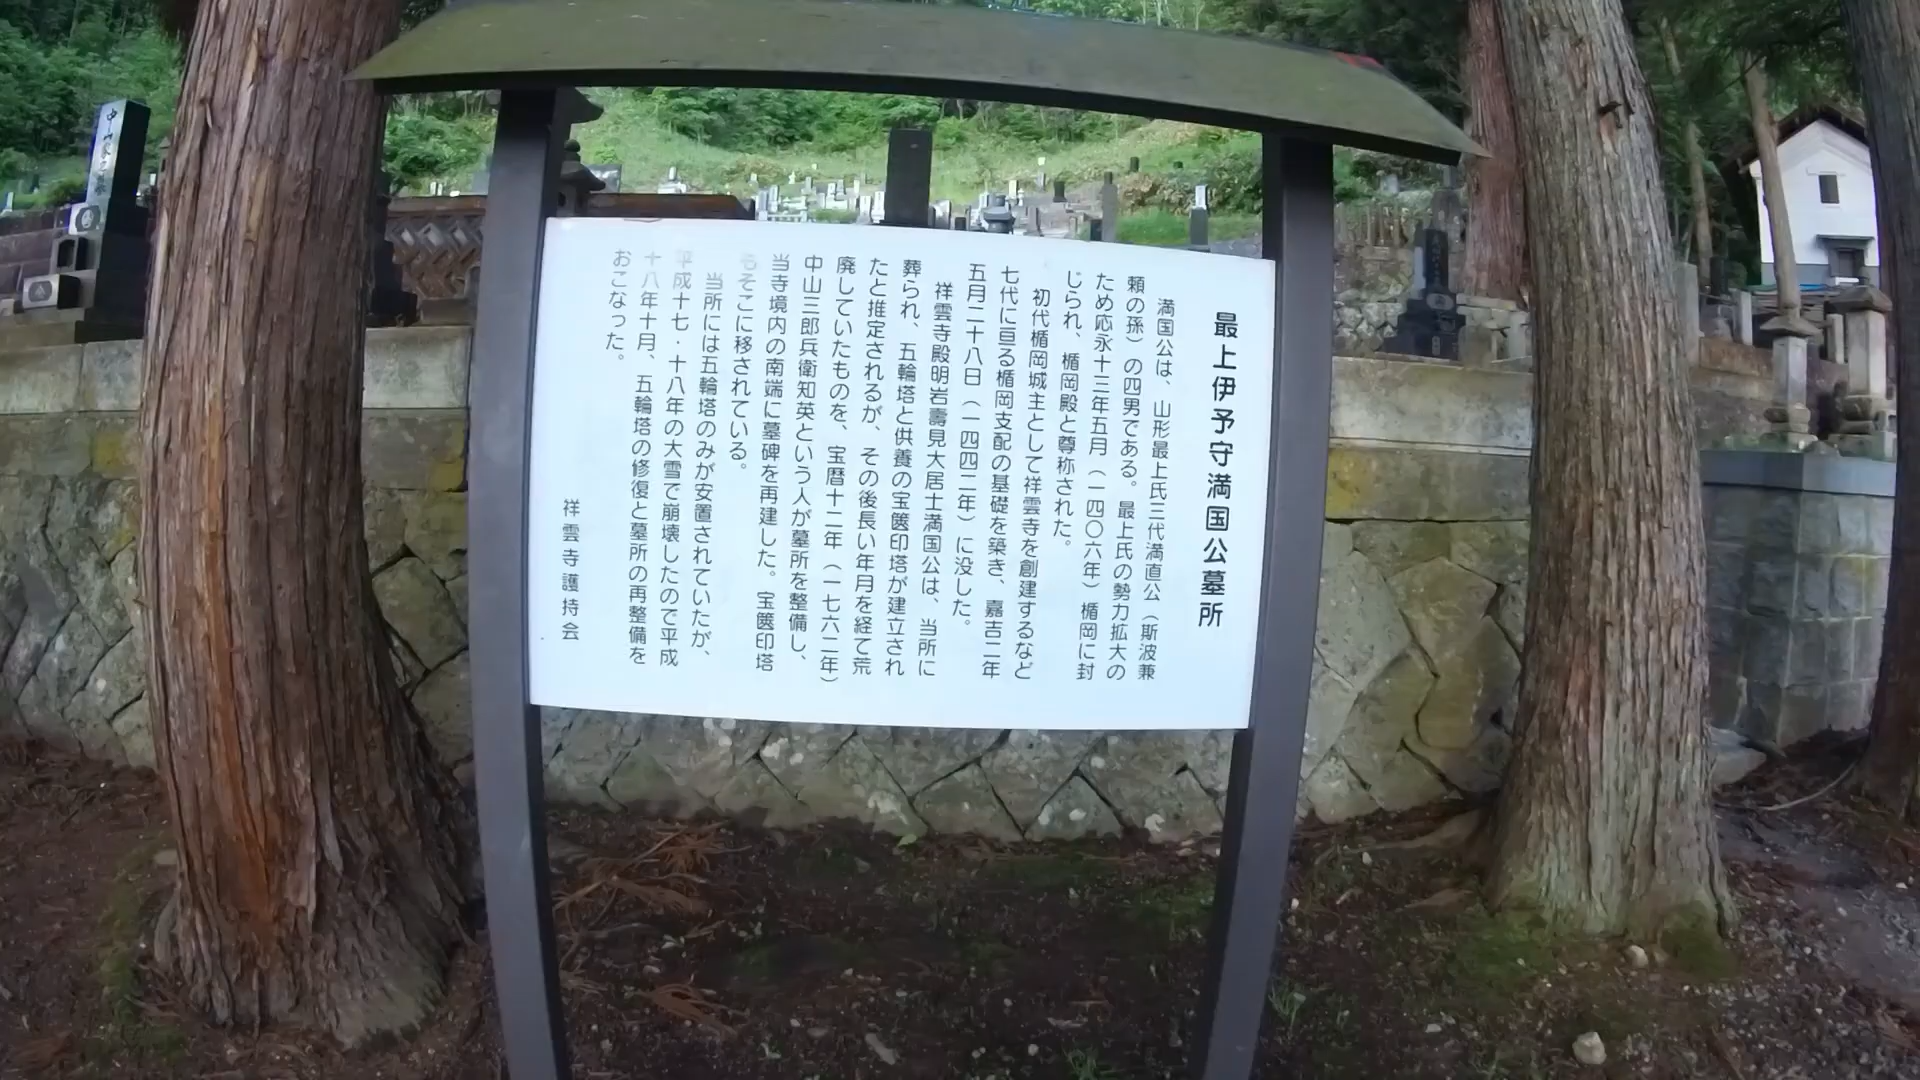 最上伊予守満国公墓所
満国公は、山形最上氏三代満直公（斯波兼
頼の孫）の四男である。最上氏の勢力拡大の
ため応永十三年五月（一四〇六年）楯岡に封
じられ、楯岡殿と尊称された。
初代楯岡城主として祥雲寺を創建するなど
七代に亘る楯岡支配の基礎を築き、嘉吉二年
五月二十八日（一四四二年）に没した。
祥雲寺殿明岩壽見大居士満国公は、当所に
葬られ、五輪塔と供養の宝篋印塔が建立され
たと推定されるが、その後長い年月を経て荒
廃していたものを、宝暦十二年（一七六二年）
中山三郎兵衛知英という人が墓所を整備し、
当寺境内の南端に墓碑を再建した。宝篋印塔
もそこに移されている。
当所には五輪塔のみが安置されていたが、
平成十七・十八年の大雪で崩壊したので平成
十八年十月、五輪塔の修復と墓所の再整備を
おこなった。
祥雲寺護持会